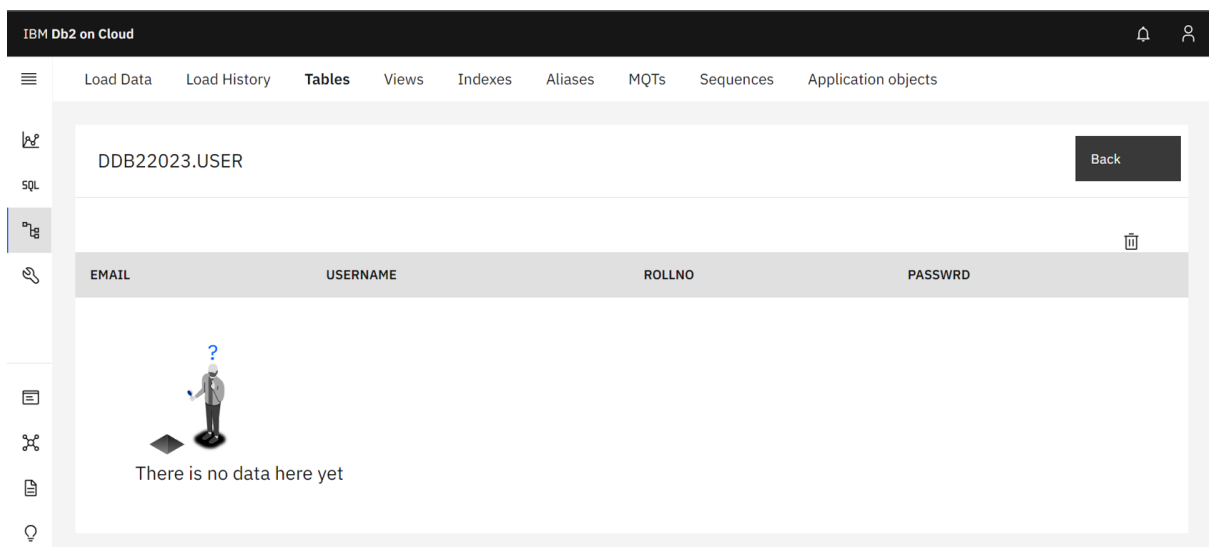 IBM Db2 on Cloud
Load Data Load History Tables Views Indexes Aliases MQTs Sequences Application objects
DDB22023.USER
Back
SQL
EMAIL USERNAME ROLLNO PASSWRD
?
There is no data here yet